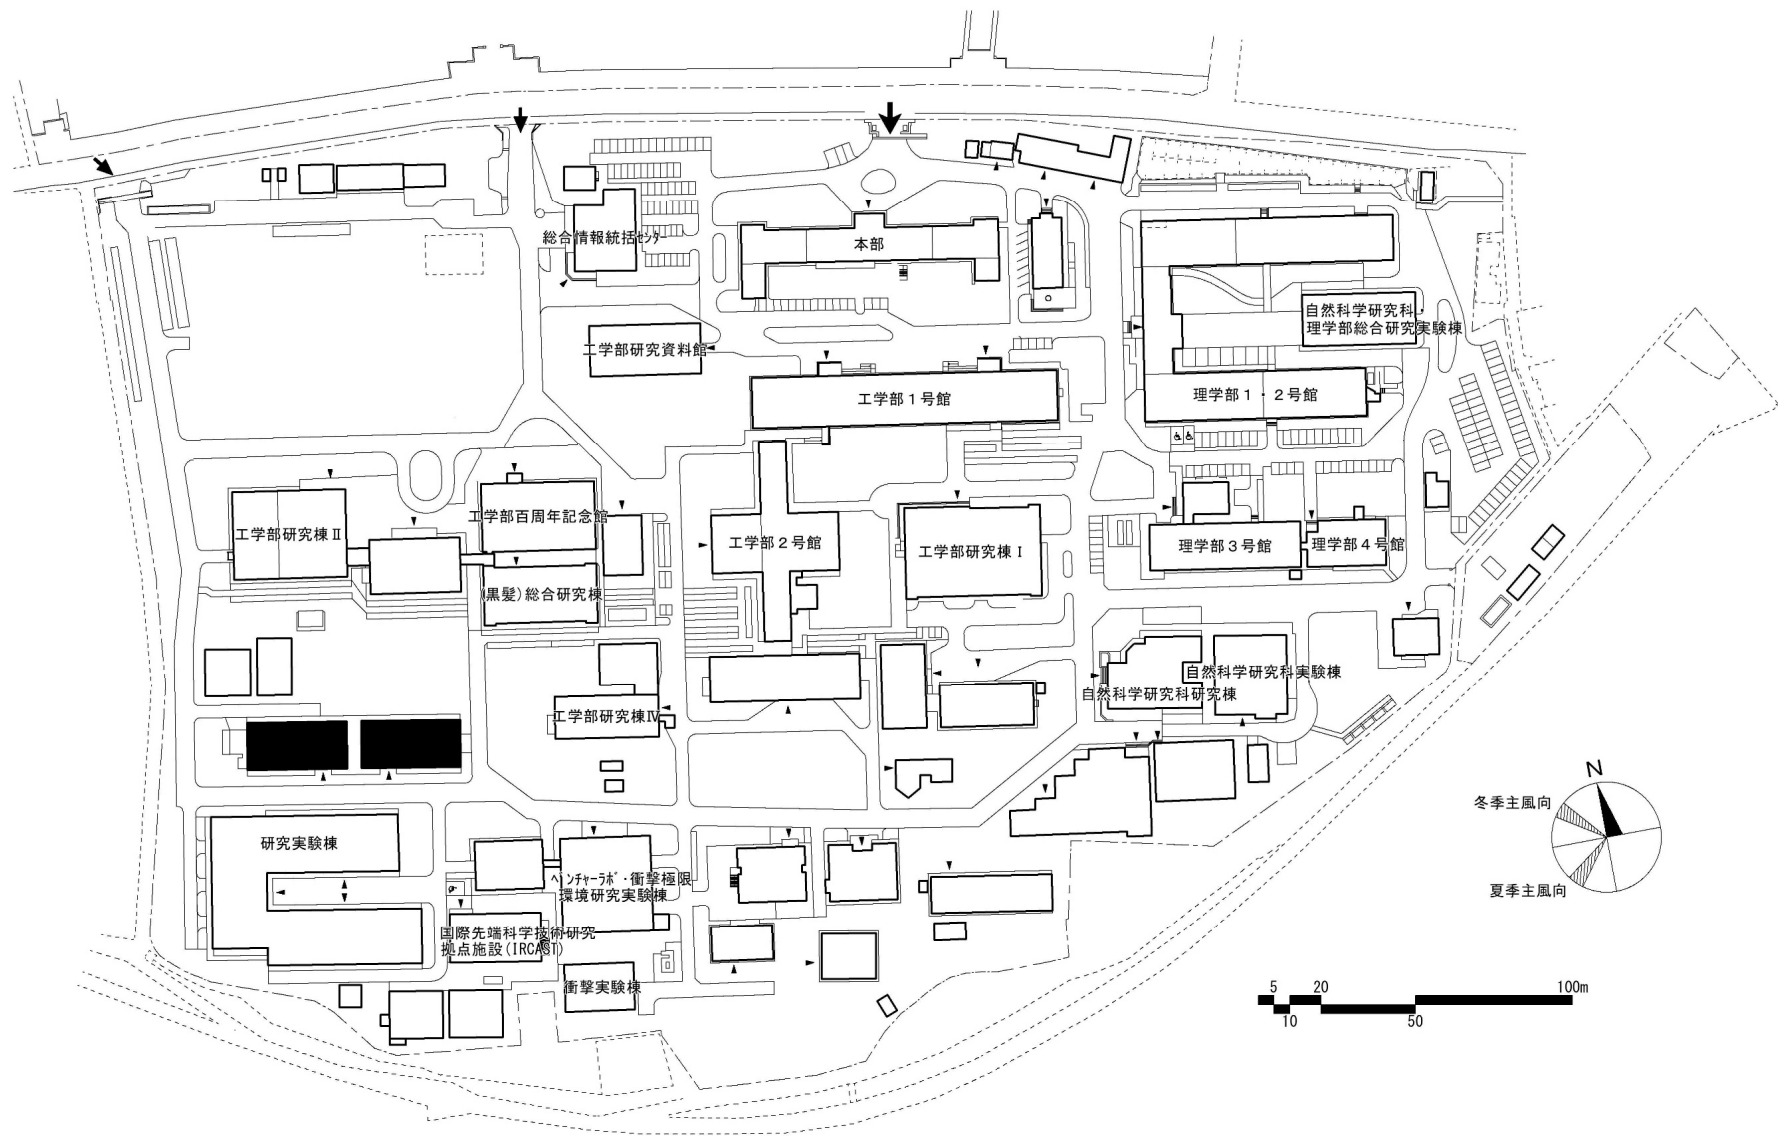 総合情報統括センター
本部
自然科学研究科
理学部総合研究実験棟
工学部研究資料館
工学部1号館
理学部1・2号館
工学部研究棟Ⅱ
工学部百周年記念館
工学部2号館
工学部研究棟Ⅰ
理学部3号館
理学部4号館
(黒髪)総合研究棟
自然科学研究科実験棟
自然科学研究科研究棟
工学部研究棟Ⅳ
N
冬季主風向
夏季主風向
研究実験棟
ベンチャーラボ・衝撃極限
環境研究実験棟
国際先端科学技術研究
拠点施設(IRCAST)
衝撃実験棟
5 20 100m
10 50